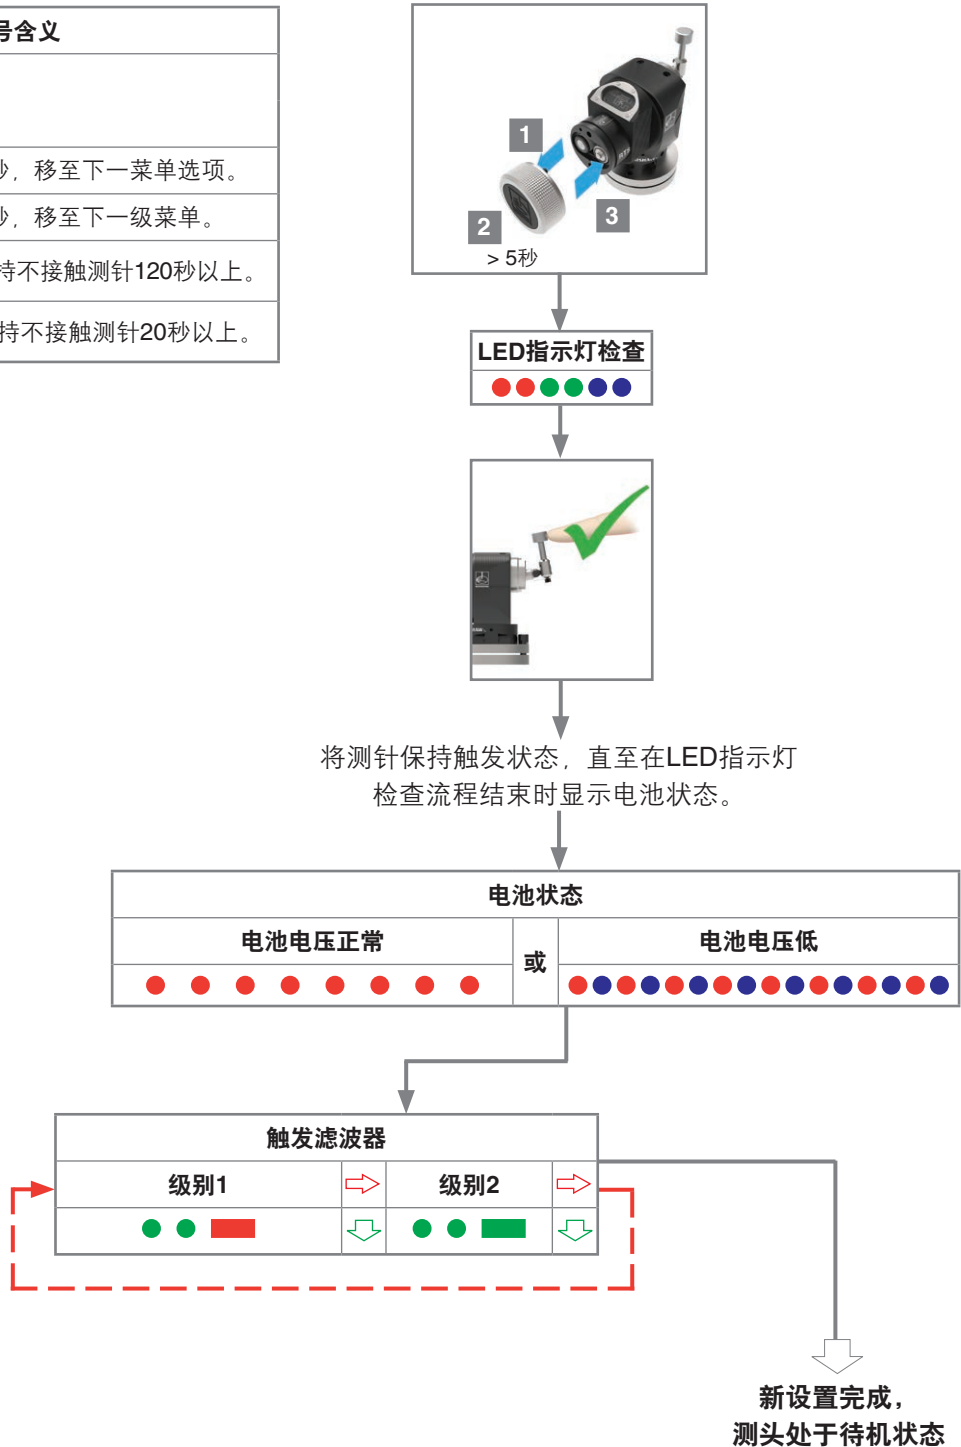 号含义
秒，移至下一菜单选项。
秒，移至下一级菜单。
持不接触测针120秒以上。
持不接触测针20秒以上。
1
2
3
> 5秒
LED指示灯检查
将测针保持触发状态，直至在LED指示灯
检查流程结束时显示电池状态。
电池状态
电池电压正常
或
电池电压低
触发滤波器
级别1
级别2
新设置完成，
测头处于待机状态